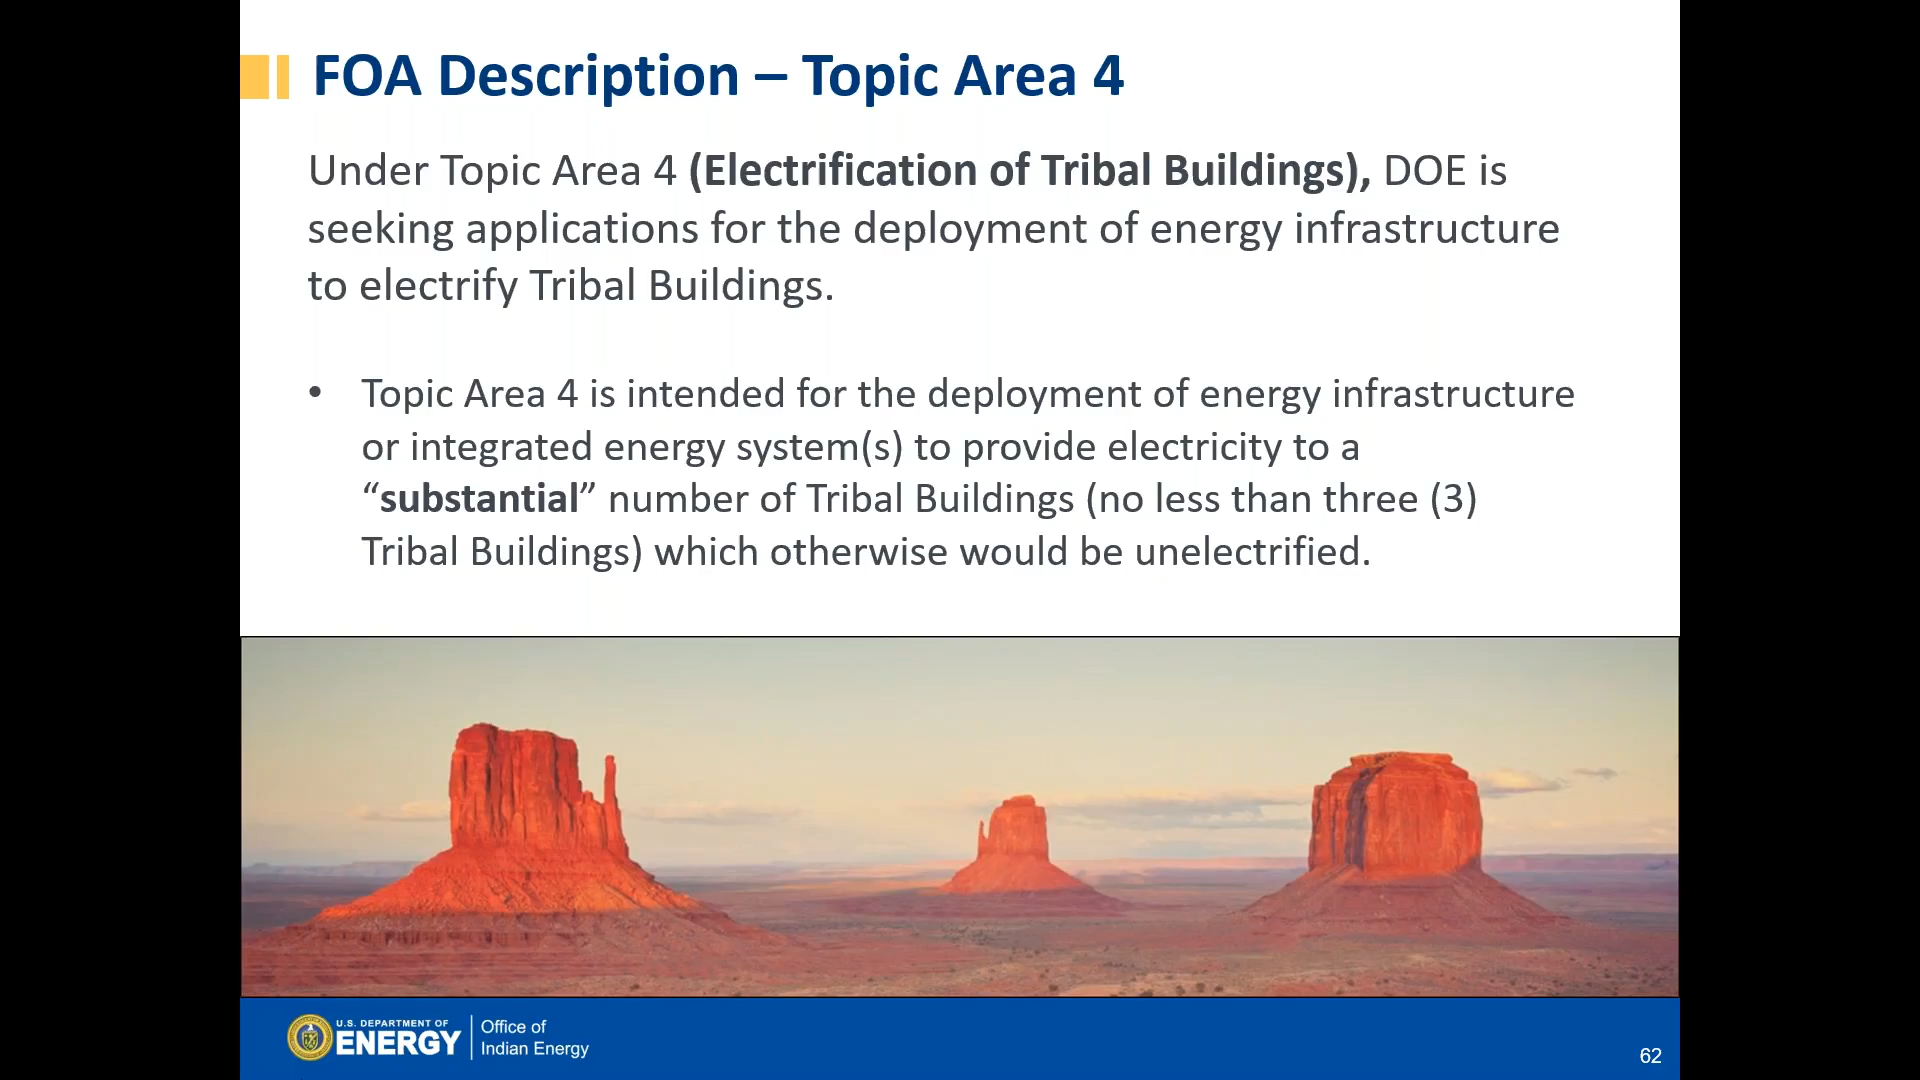 FOA Description – Topic Area 4
Under Topic Area 4 (Electrification of Tribal Buildings), DOE is
seeking applications for the deployment of energy infrastructure
to electrify Tribal Buildings.
• Topic Area 4 is intended for the deployment of energy infrastructure
or integrated energy system(s) to provide electricity to a
“substantial” number of Tribal Buildings (no less than three (3)
Tribal Buildings) which otherwise would be unelectrified.
U.S. DEPARTMENT OF
ENERGY
Office of
Indian Energy
62